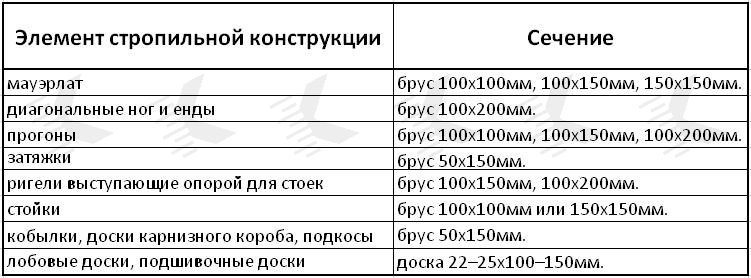 Элемент стропильной конструкции Сечение
мауэрлат брус 100х100мм, 100х150мм, 150х150мм.
диагональные ног и енды брус 100х200мм.
прогоны брус 100х100мм, 100х150мм, 100х200мм.
затяжки брус 50х150мм.
ригели выступающие опорой для стоек брус 100х150мм, 100х200мм.
стойки брус 100х100мм или 150х150мм.
кобылки, доски карнизного короба, подкосы брус 50х150мм.
лобовые доски, подшивочные доски доска 22–25х100–150мм.